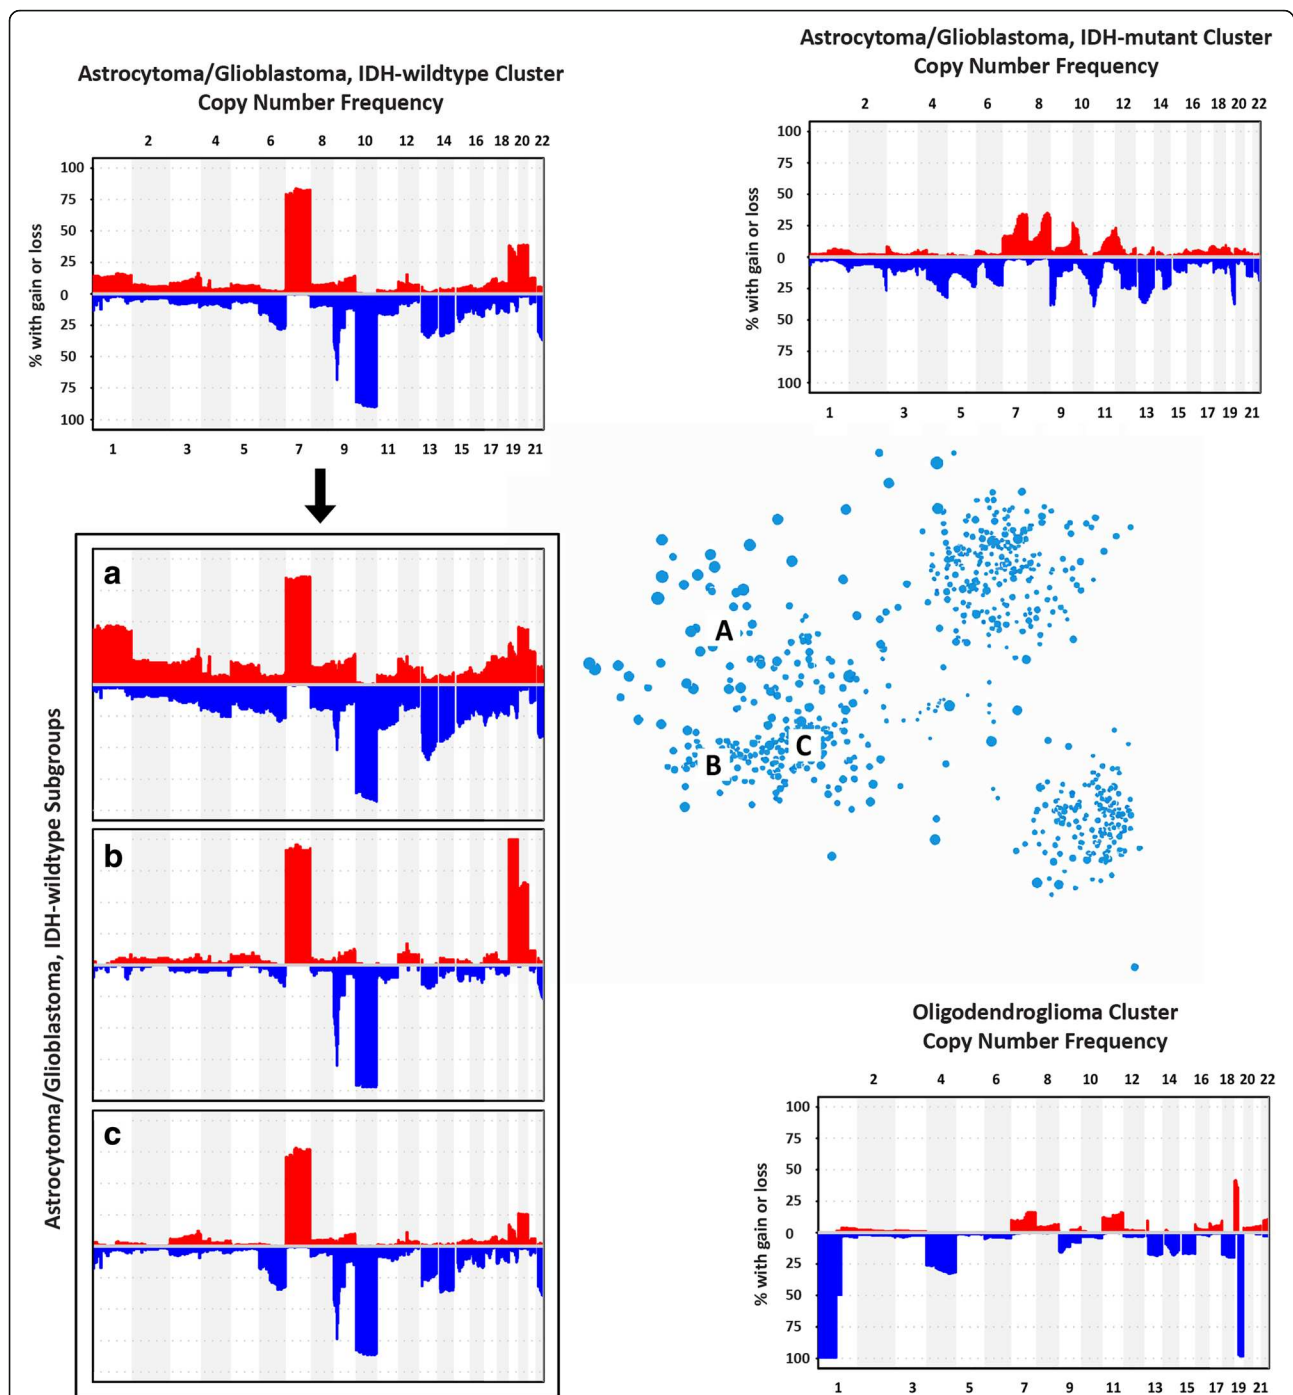 Astrocytoma/Glioblastoma, IDH-wildtype Cluster
Copy Number Frequency
2 4 6 8 10 12 14 16 18 20 22
% with gain or loss
100
75
50
25
0
25
50
75
100
1 3 5 7 9 11 13 15 17 19 21
Astrocytoma/Glioblastoma, IDH-mutant Cluster
Copy Number Frequency
2 4 6 8 10 12 14 16 18 20 22
% with gain or loss
100
75
50
25
0
25
50
75
100
1 3 5 7 9 11 13 15 17 19 21
Astrocytoma/Glioblastoma, IDH-wildtype Subgroups
a
b
c
A
B
C
Oligodendroglioma Cluster
Copy Number Frequency
2 4 6 8 10 12 14 16 18 20 22
% with gain or loss
100
75
50
25
0
25
50
75
100
1 3 5 7 9 11 13 15 17 19 21